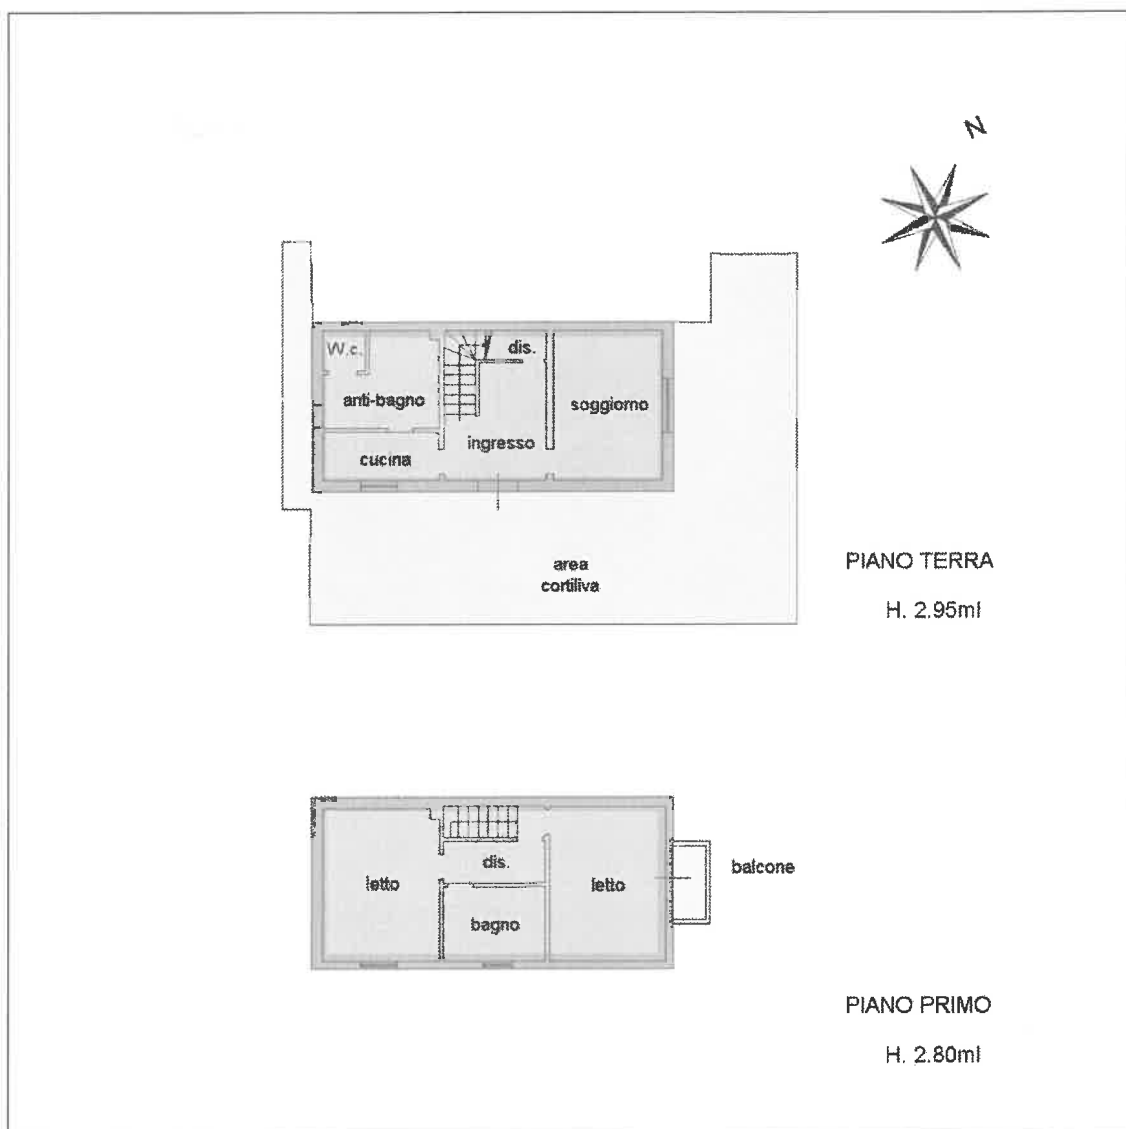 N
W.c.
dis.
anti-bagno
soggiorno
ingresso
cucina
area
cortiliva
PIANO TERRA
H. 2.95ml
dis.
balcone
letto
letto
bagno
PIANO PRIMO
H. 2.80ml